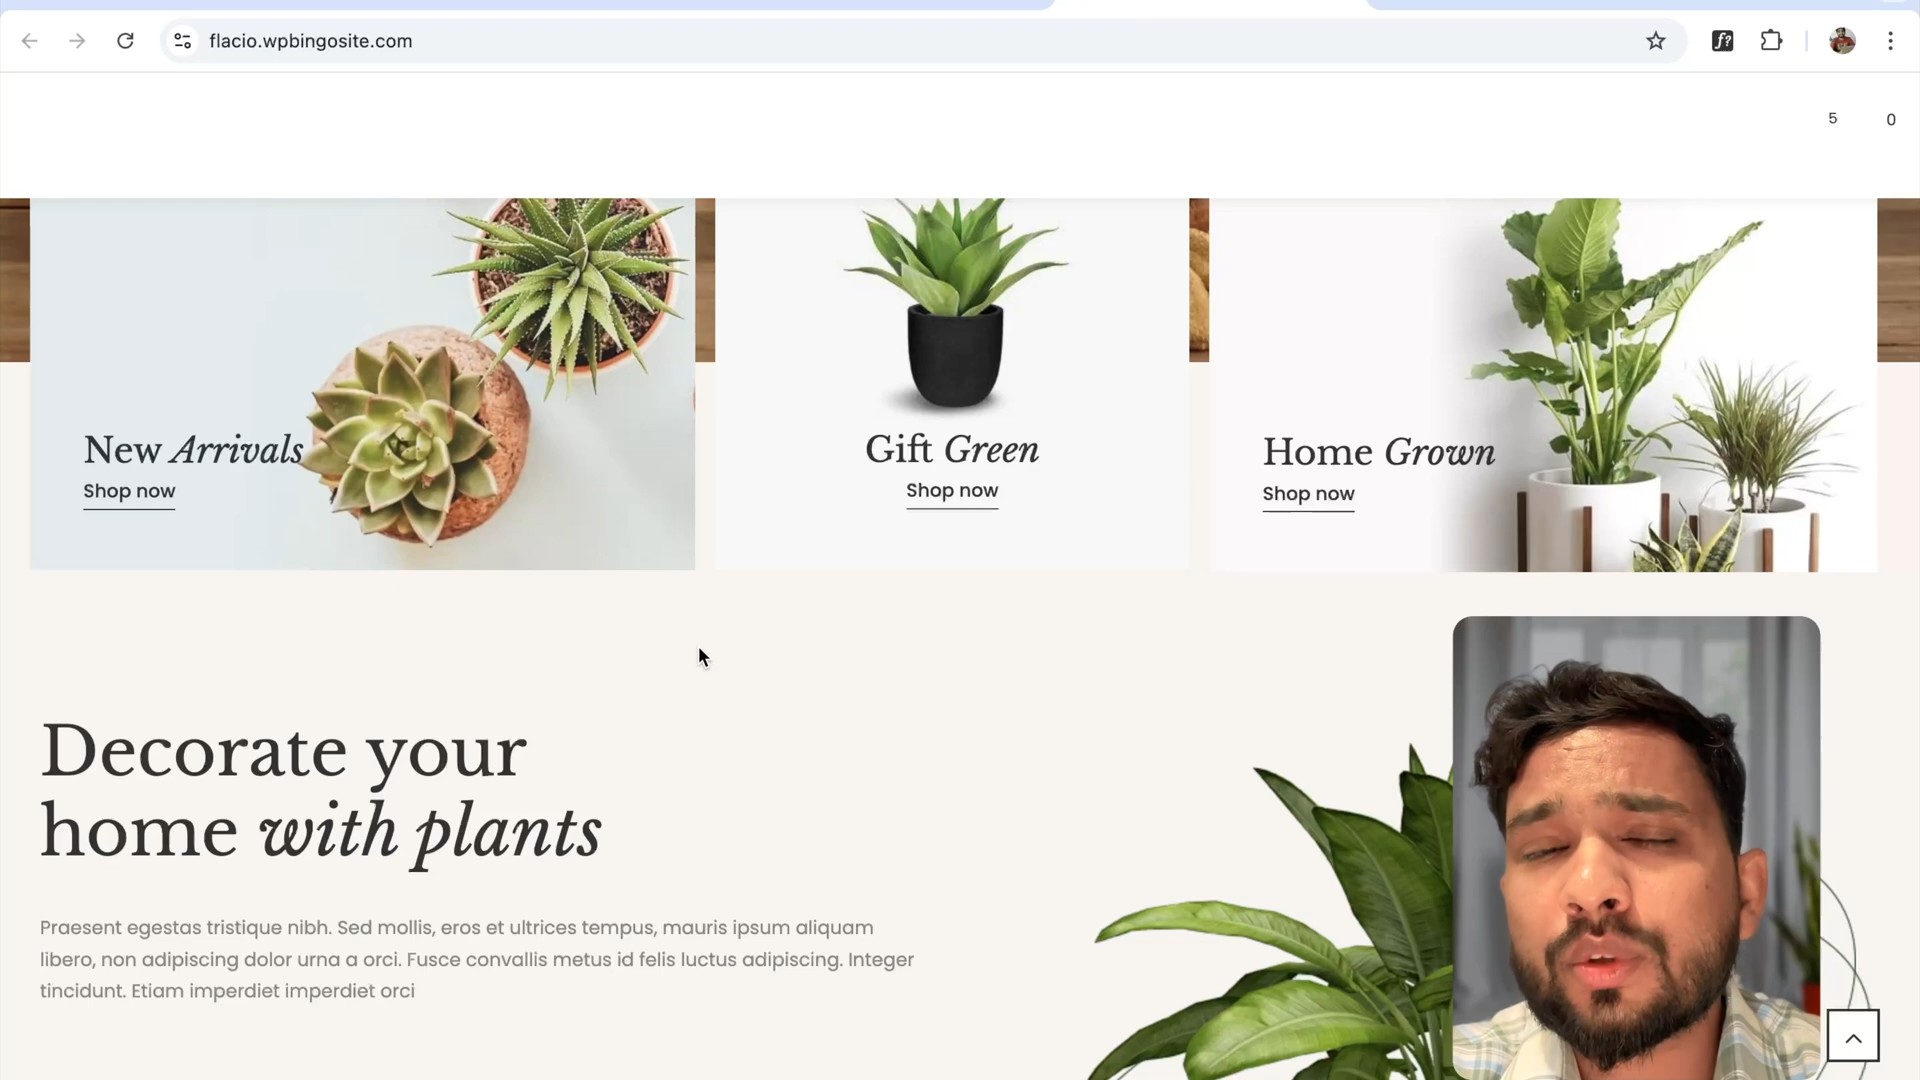 flacio.wpbingosite.com
f?
5
0
New Arrivals
Shop now
Gift Green
Shop now
Home Grown
Shop now
Decorate your
home with plants
Praesent egestas tristique nibh. Sed mollis, eros et ultrices tempus, mauris ipsum aliquam
libero, non adipiscing dolor urna a orci. Fusce convallis metus id felis luctus adipiscing. Integer
tincidunt. Etiam imperdiet imperdiet orci